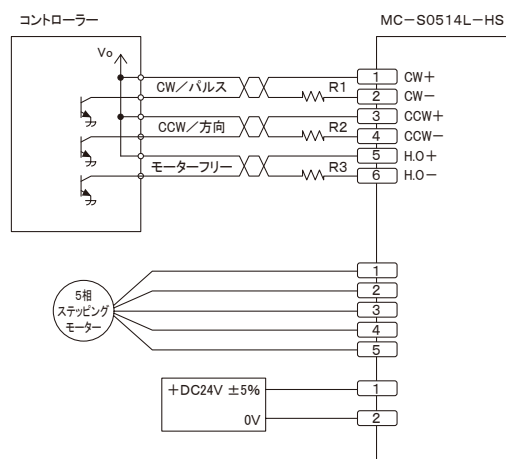 コントローラー
MC－S0514L－HS
Vo
CW／パルス
R1
1
CW＋
2
CW－
CCW／方向
R2
3
CCW＋
4
CCW－
モーターフリー
R3
5
H.O＋
6
H.O－
5相
ステッピング
モーター
1
2
3
4
5
＋DC24V ±5%
0V
1
2